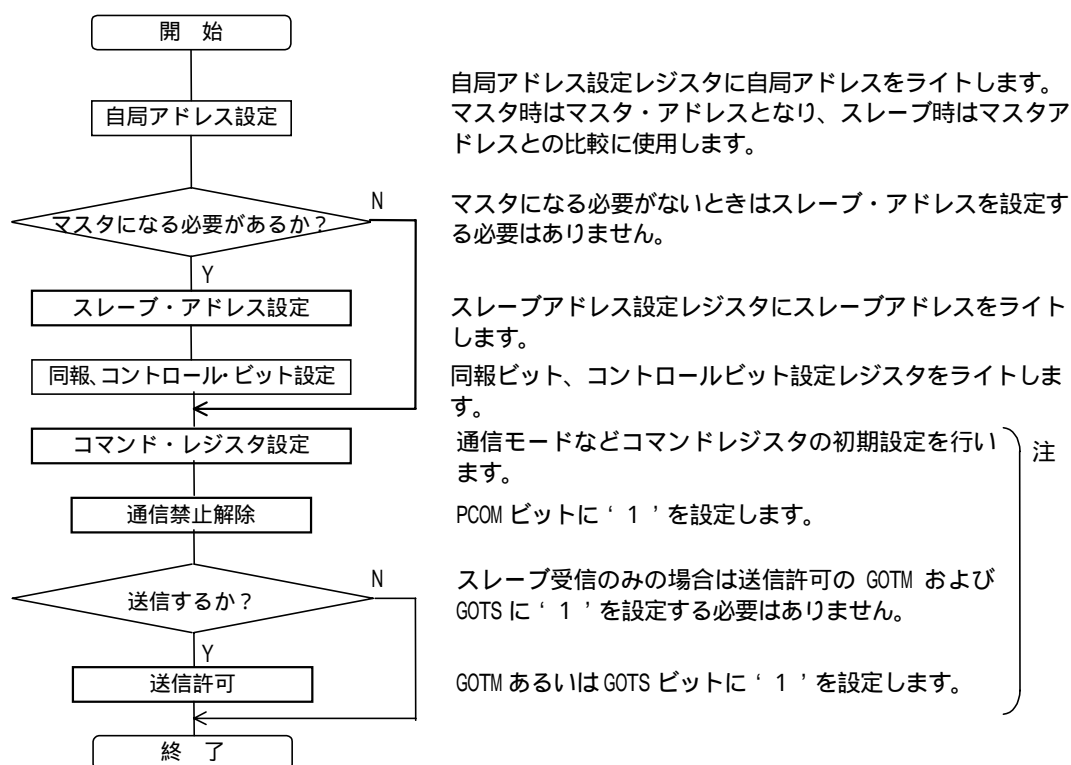 開　始
自局アドレス設定レジスタに自局アドレスをライトします。
マスタ時はマスタ・アドレスとなり、スレーブ時はマスタア
ドレスとの比較に使用します。
自局アドレス設定
マスタになる必要があるか？
N
マスタになる必要がないときはスレーブ・アドレスを設定す
る必要はありません。
Y
スレーブ・アドレス設定
スレーブアドレス設定レジスタにスレーブアドレスをライト
します。
同報、コントロール・ビット設定
同報ビット、コントロールビット設定レジスタをライトしま
す。
コマンド・レジスタ設定
通信モードなどコマンドレジスタの初期設定を行い
ます。
注
通信禁止解除
PCOM ビットに‘ 1 ’を設定します。
送信するか？
N
スレーブ受信のみの場合は送信許可の GOTM および
GOTS に‘ 1 ’を設定する必要はありません。
Y
送信許可
GOTM あるいは GOTS ビットに‘ 1 ’を設定します。
終　了